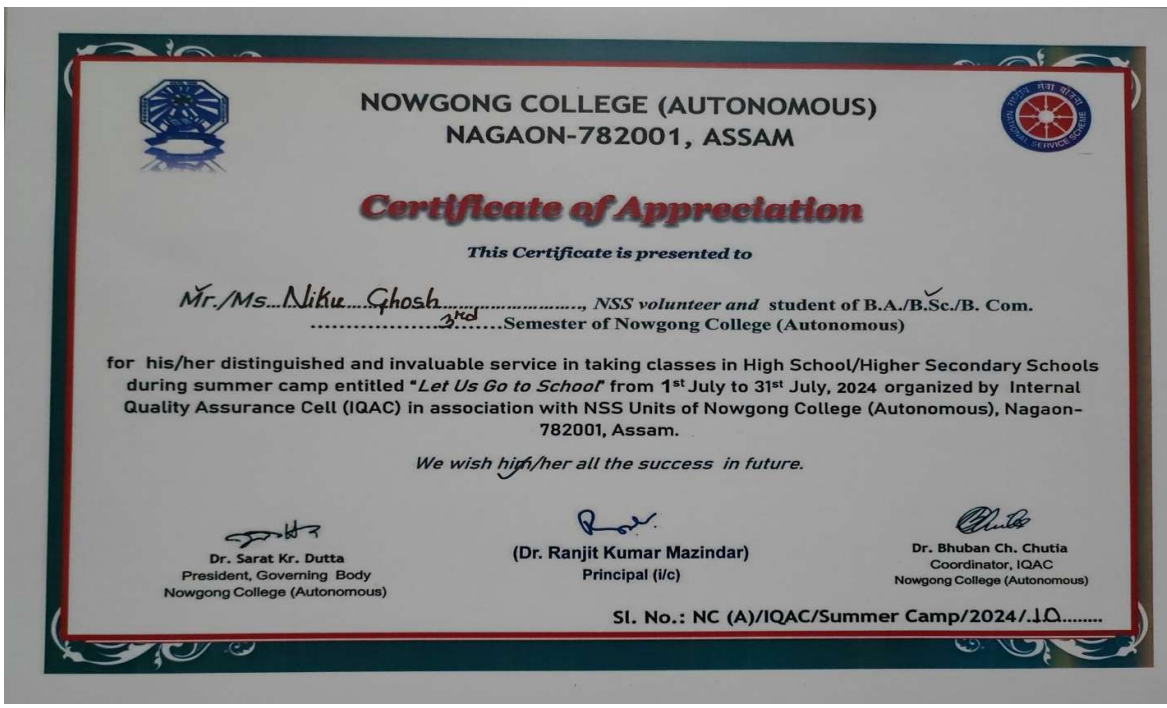 NOWGONG COLLEGE (AUTONOMOUS)
NAGAON-782001, ASSAM
राष्ट्रीय सेवा योजना
NATIONAL SERVICE SCHEME
Certificate of Appreciation
This Certificate is presented to
Mr./Ms...Niku...Ghosh............................, NSS volunteer and student of B.A./B.Sc./B. Com.
......................3rd......Semester of Nowgong College (Autonomous)
for his/her distinguished and invaluable service in taking classes in High School/Higher Secondary Schools
during summer camp entitled "Let Us Go to School" from 1st July to 31st July, 2024 organized by Internal
Quality Assurance Cell (IQAC) in association with NSS Units of Nowgong College (Autonomous), Nagaon-
782001, Assam.
We wish him/her all the success in future.
Dr. Sarat Kr. Dutta
President, Governing Body
Nowgong College (Autonomous)
(Dr. Ranjit Kumar Mazindar)
Principal (i/c)
Dr. Bhuban Ch. Chutia
Coordinator, IQAC
Nowgong College (Autonomous)
Sl. No.: NC (A)/IQAC/Summer Camp/2024/.10........